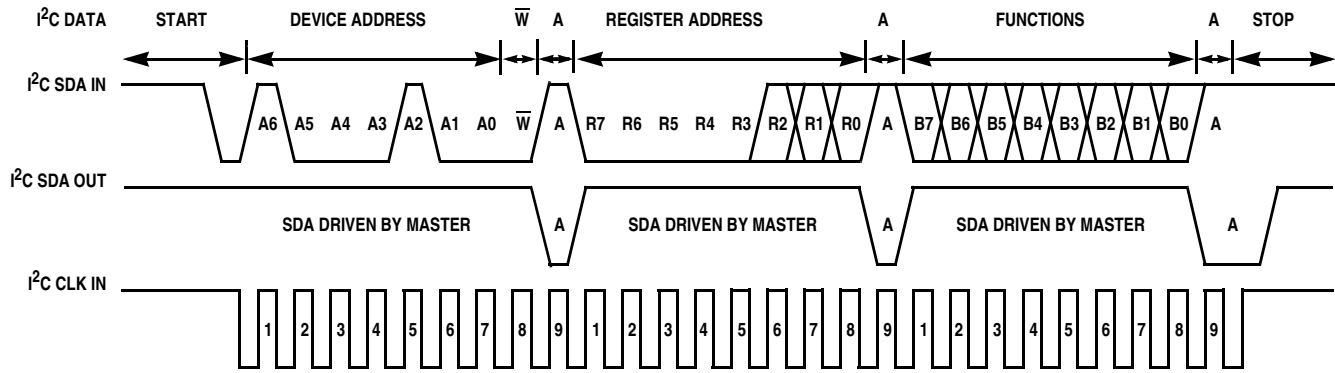 I²C DATA START DEVICE ADDRESS W̅ A REGISTER ADDRESS A FUNCTIONS A STOP
I²C SDA IN
A6 A5 A4 A3 A2 A1 A0 W̅ A R7 R6 R5 R4 R3 R2 R1 R0 A B7 B6 B5 B4 B3 B2 B1 B0 A
I²C SDA OUT
SDA DRIVEN BY MASTER A SDA DRIVEN BY MASTER A SDA DRIVEN BY MASTER A
I²C CLK IN
1 2 3 4 5 6 7 8 9 1 2 3 4 5 6 7 8 9 1 2 3 4 5 6 7 8 9